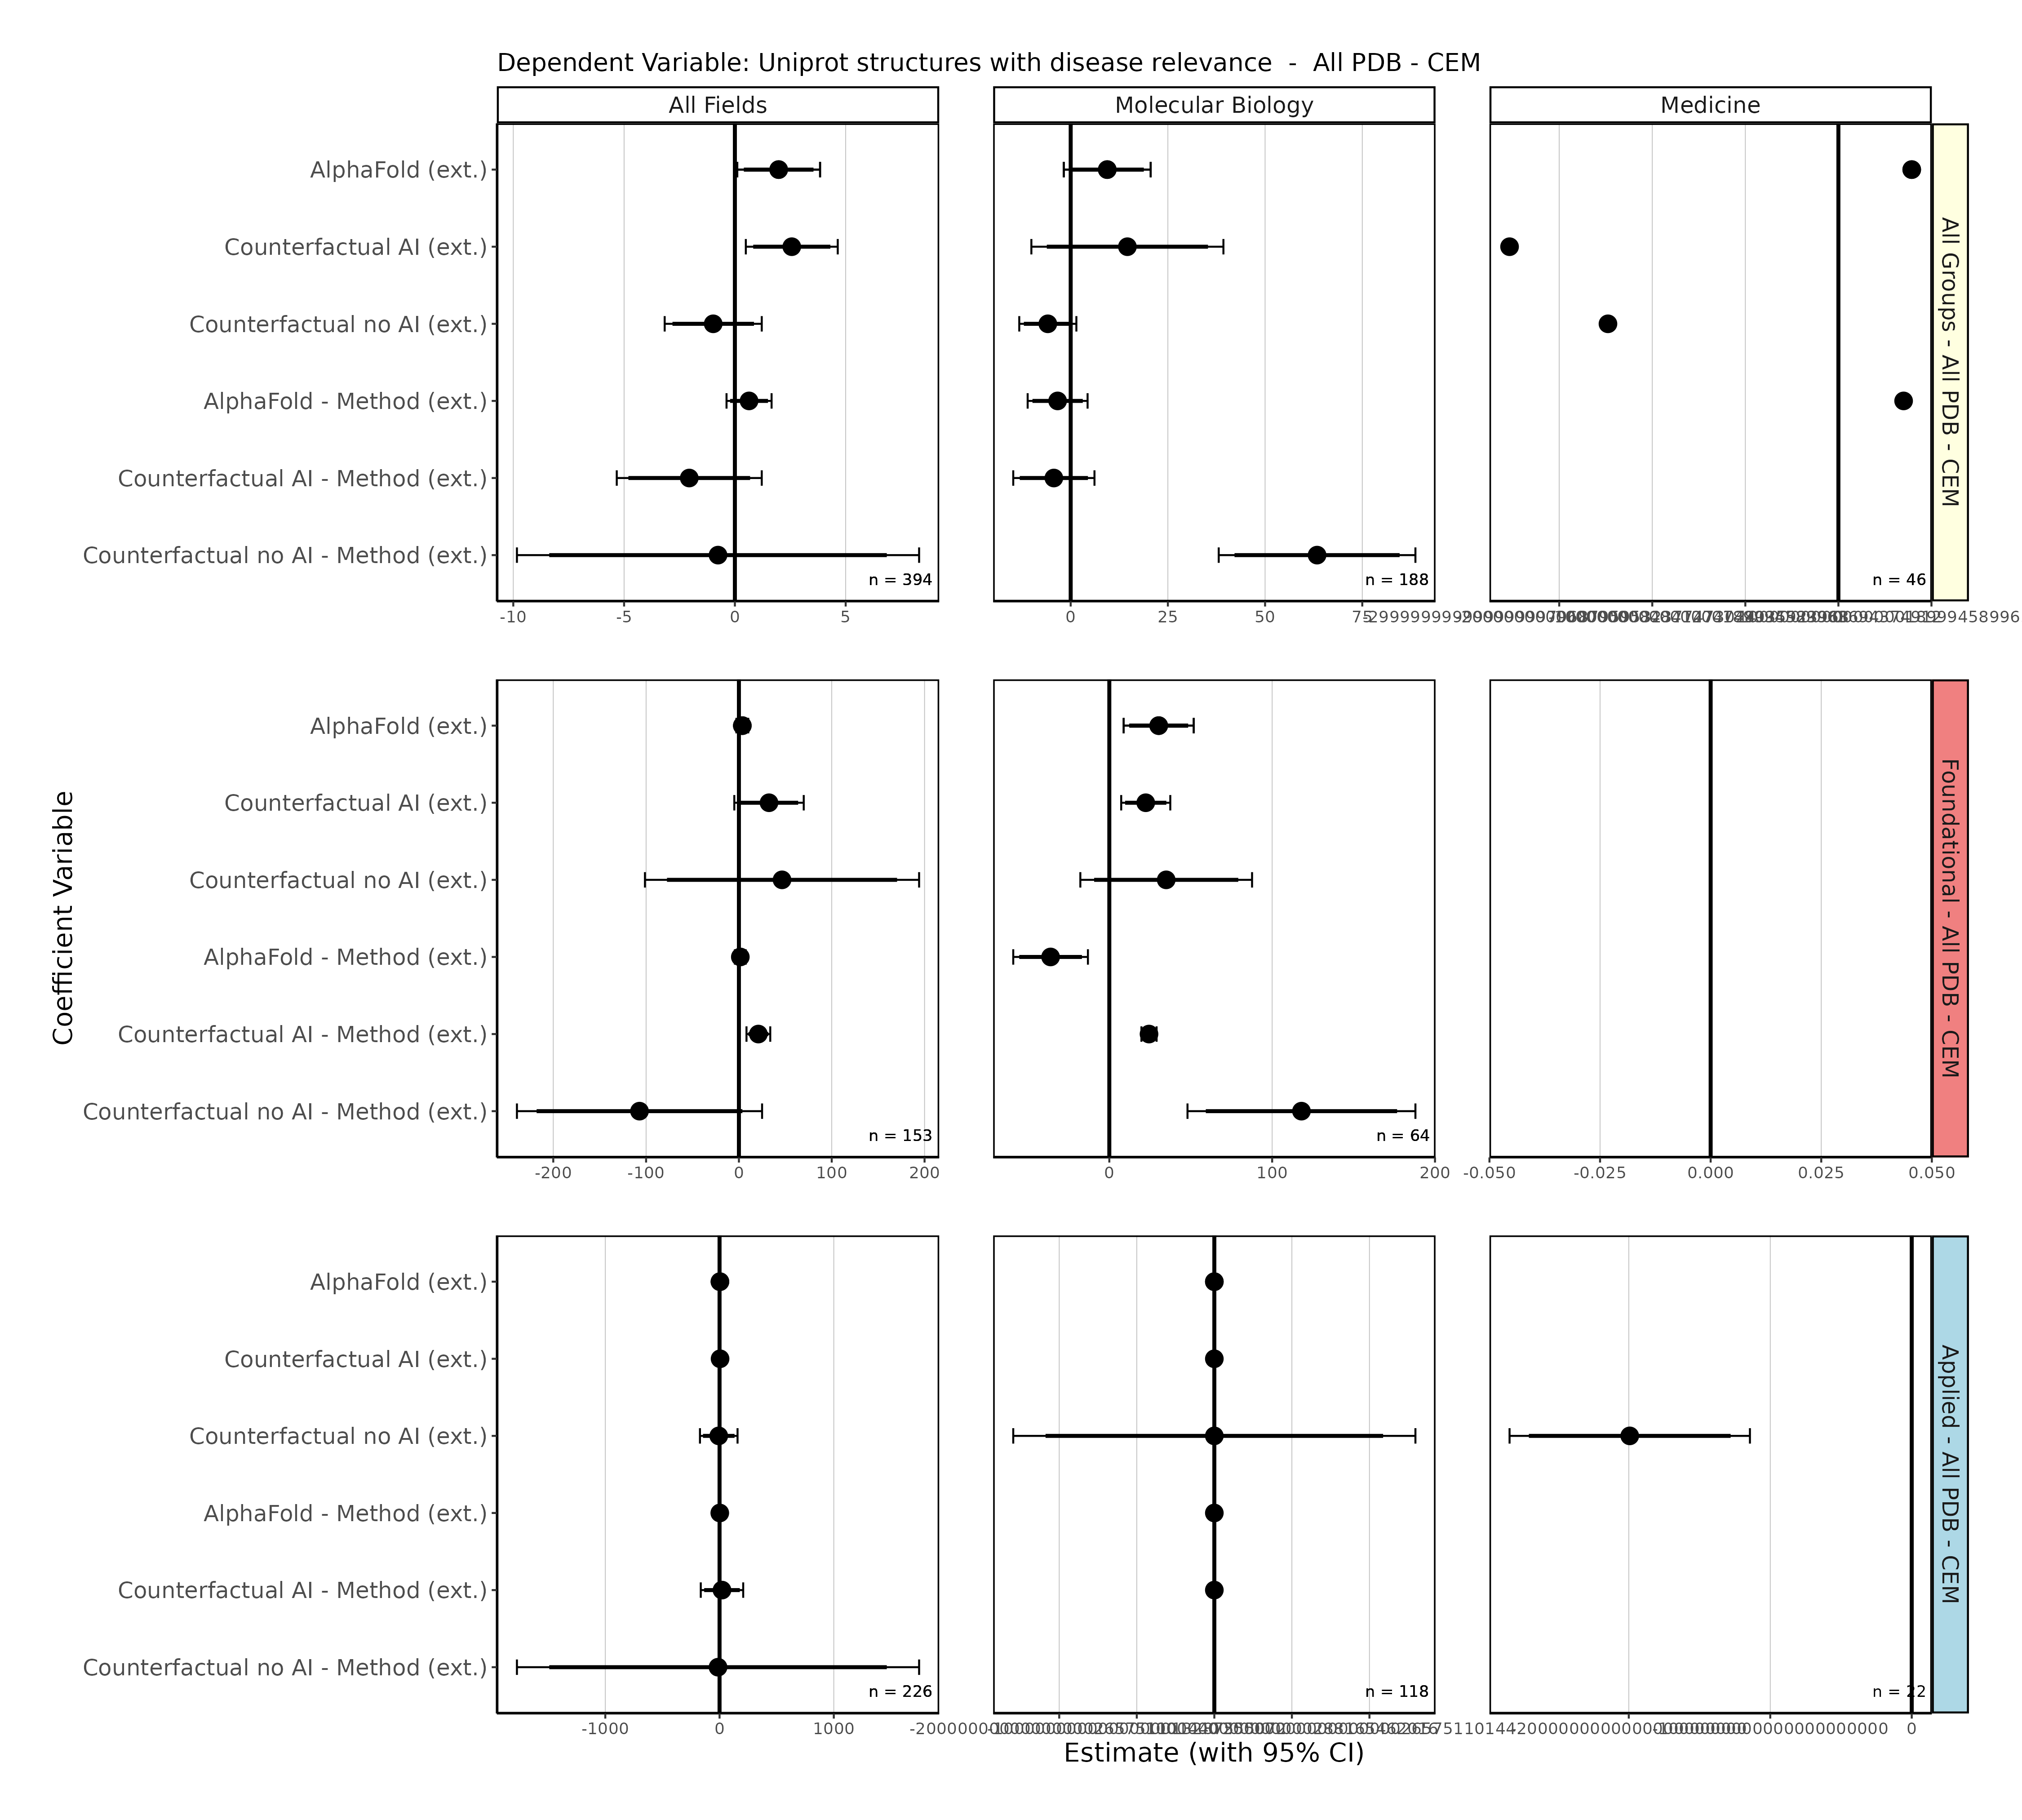 Dependent Variable: Uniprot structures with disease relevance - All PDB - CEM
All Fields
Molecular Biology
Medicine
AlphaFold (ext.)
Counterfactual AI (ext.)
Counterfactual no AI (ext.)
AlphaFold - Method (ext.)
Counterfactual AI - Method (ext.)
Counterfactual no AI - Method (ext.)
n = 394
n = 188
n = 46
All Groups - All PDB - CEM
-10 -5 0 5
0 25 50 75
Coefficient Variable
AlphaFold (ext.)
Counterfactual AI (ext.)
Counterfactual no AI (ext.)
AlphaFold - Method (ext.)
Counterfactual AI - Method (ext.)
Counterfactual no AI - Method (ext.)
n = 153
n = 64
Foundational - All PDB - CEM
-200 -100 0 100 200
0 100 200
-0.050 -0.025 0.000 0.025 0.050
AlphaFold (ext.)
Counterfactual AI (ext.)
Counterfactual no AI (ext.)
AlphaFold - Method (ext.)
Counterfactual AI - Method (ext.)
Counterfactual no AI - Method (ext.)
n = 226
n = 118
n = 22
Applied - All PDB - CEM
-1000 0 1000
0
Estimate (with 95% CI)